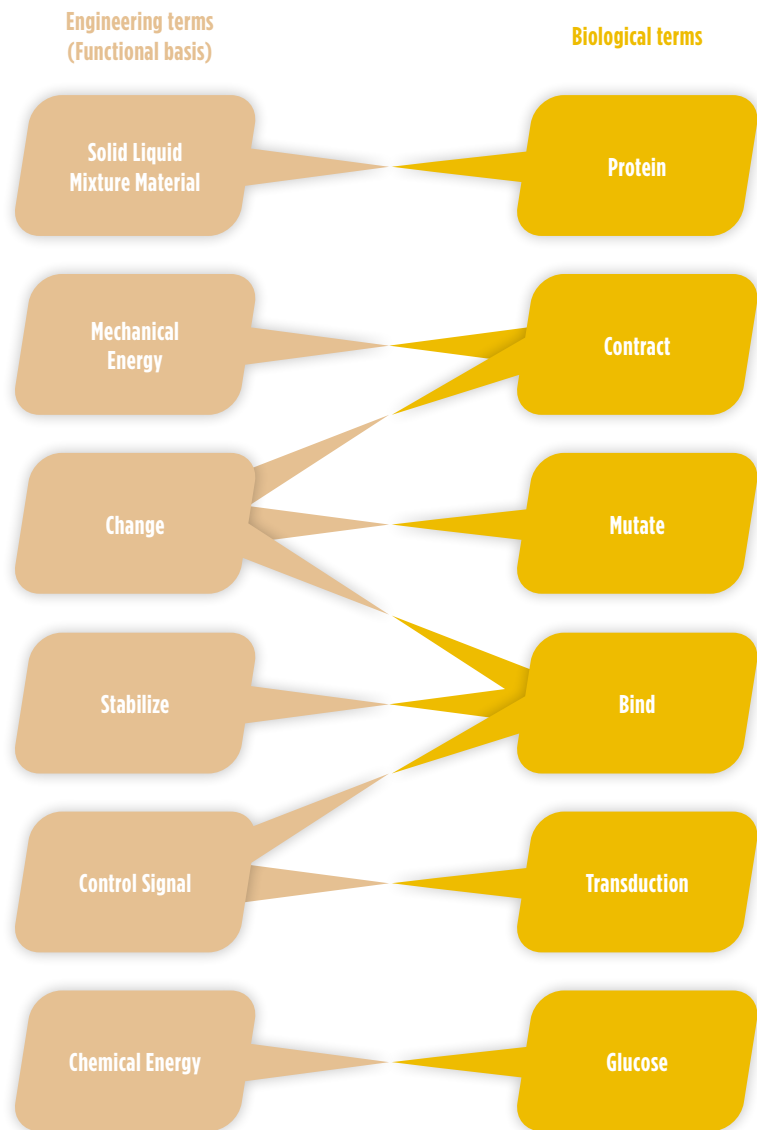 Engineering terms
(Functional basis)
Biological terms
Solid Liquid
Mixture Material
Protein
Mechanical
Energy
Contract
Change
Mutate
Stabilize
Bind
Control Signal
Transduction
Chemical Energy
Glucose